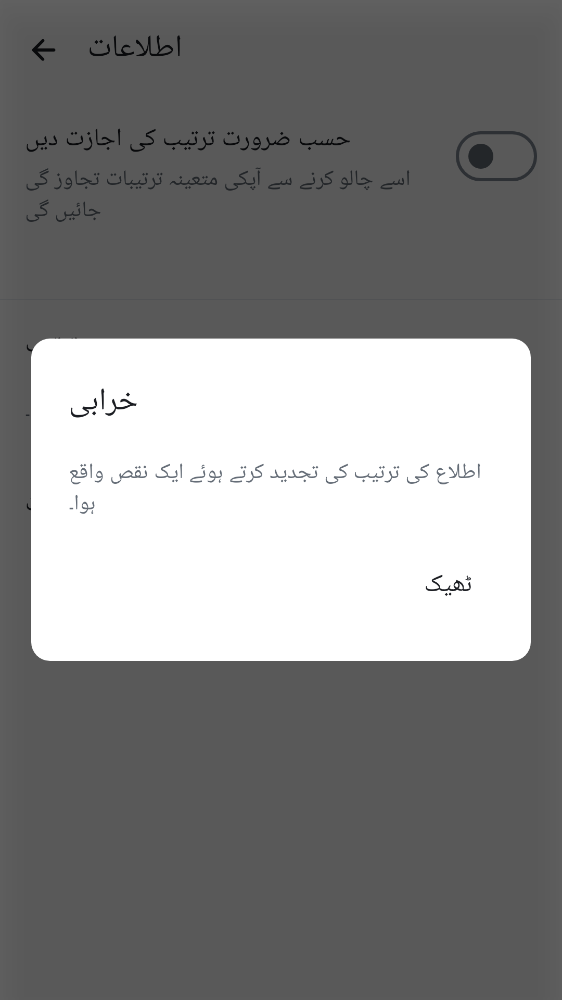 اطلاعات
حسب ضرورت ترتیب کی اجازت دیں
اسے چالو کرنے سے آپکی متعینہ ترتیبات تجاوز گی
جائیں گی
خرابی
اطلاع کی ترتیب کی تجدید کرتے ہوئے ایک نقص واقع
ہوا۔
ٹھیک